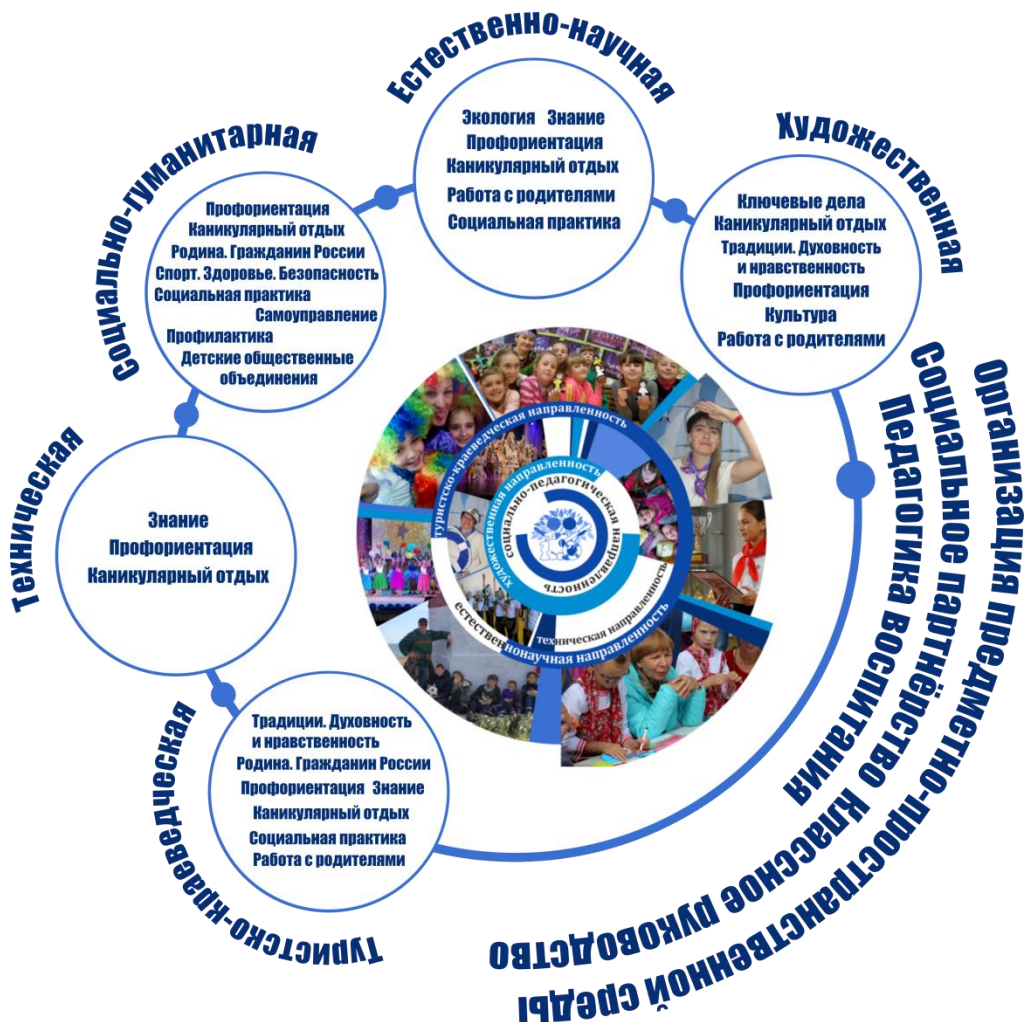 Естественно-научная
Экология Знание
Профориентация
Каникулярный отдых
Работа с родителями
Социальная практика
Художественная
Ключевые дела
Каникулярный отдых
Традиции. Духовность
и нравственность
Профориентация
Культура
Работа с родителями
Социально-гуманитарная
Профориентация
Каникулярный отдых
Родина. Гражданин России
Спорт. Здоровье. Безопасность
Социальная практика
Самоуправление
Профилактика
Детские общественные
объединения
Техническая
Знание
Профориентация
Каникулярный отдых
Туристско-краеведческая
Традиции. Духовность
и нравственность
Родина. Гражданин России
Профориентация Знание
Каникулярный отдых
Социальная практика
Работа с родителями
туристско-краеведческая направленность
художественная направленность
социально-педагогическая направленность
техническая направленность
естественнонаучная направленность
Организация предметно-пространственной среды
Социальное партнёрство Классное руководство
Педагогика воспитания